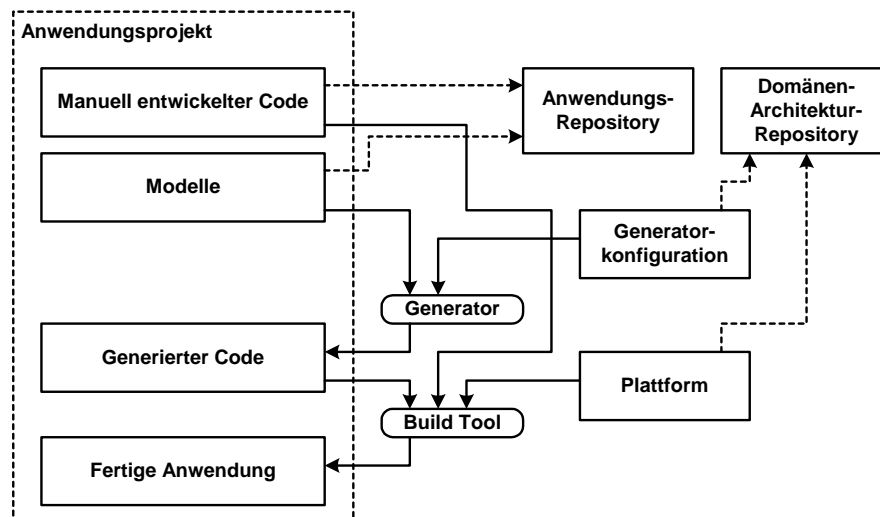 Anwendungsprojekt
Manuell entwickelter Code
Anwendungs-
Repository
Domänen-
Architektur-
Repository
Modelle
Generator-
konfiguration
Generator
Generierter Code
Plattform
Build Tool
Fertige Anwendung